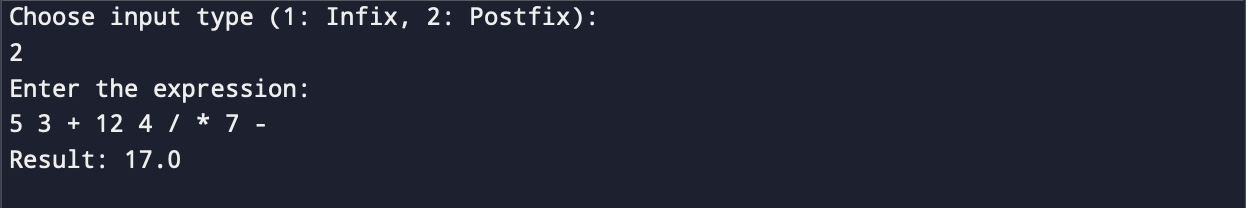 Choose input type (1: Infix, 2: Postfix):
2
Enter the expression:
5 3 + 12 4 / * 7 -
Result: 17.0